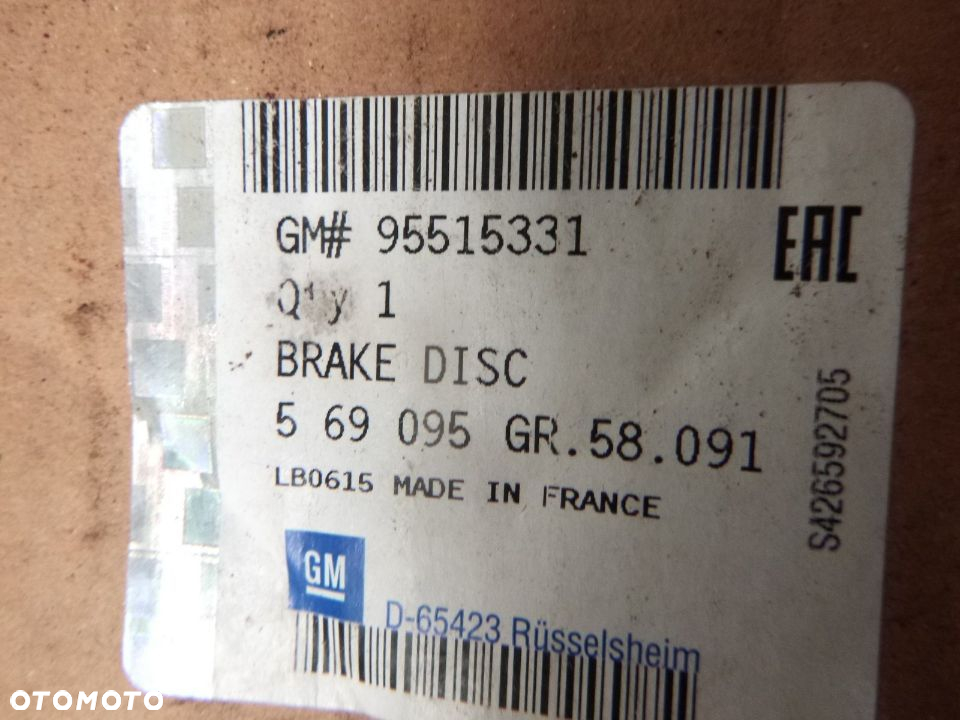 GM# 95515331
EAC
Qty 1
BRAKE DISC
5 69 095 GR.58.091
LB0615 MADE IN FRANCE
S426592705
GM
D-65423 Rüsselsheim
OTOMOTO